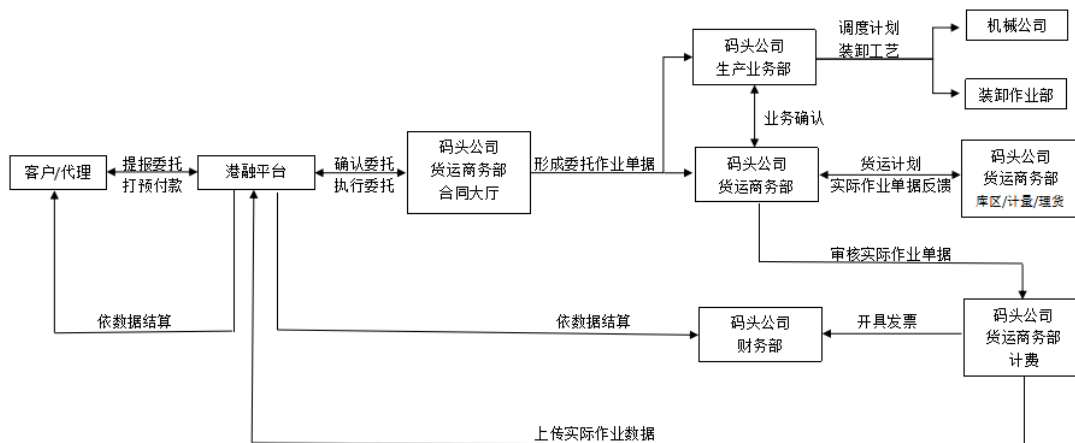 机械公司
调度计划
装卸工艺
码头公司
生产业务部
装卸作业部
业务确认
客户/代理
提报委托
打预付款
港融平台
确认委托
执行委托
码头公司
货运商务部
合同大厅
形成委托作业单据
码头公司
货运商务部
货运计划
实际作业单据反馈
码头公司
货运商务部
库区/计量/理货
审核实际作业单据
依数据结算
依数据结算
码头公司
财务部
开具发票
码头公司
货运商务部
计费
上传实际作业数据